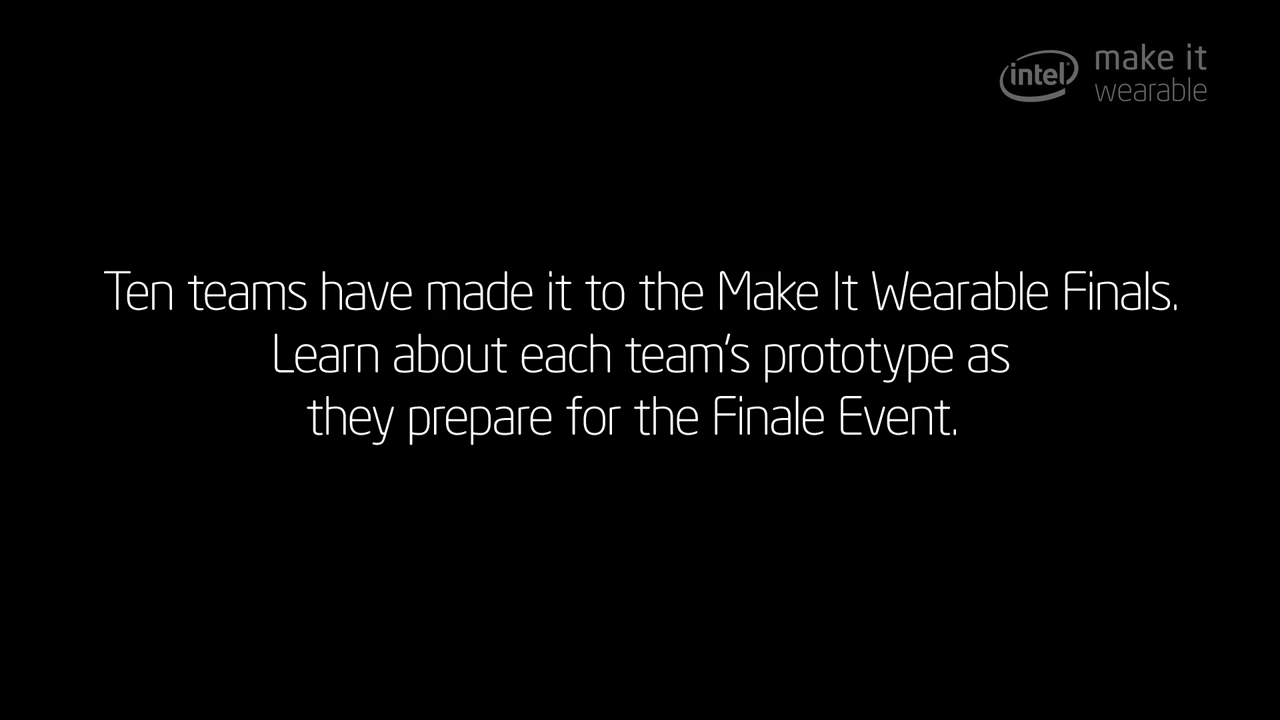 intel
make it
wearable
Ten teams have made it to the Make It Wearable Finals.
Learn about each team's prototype as
they prepare for the Finale Event.